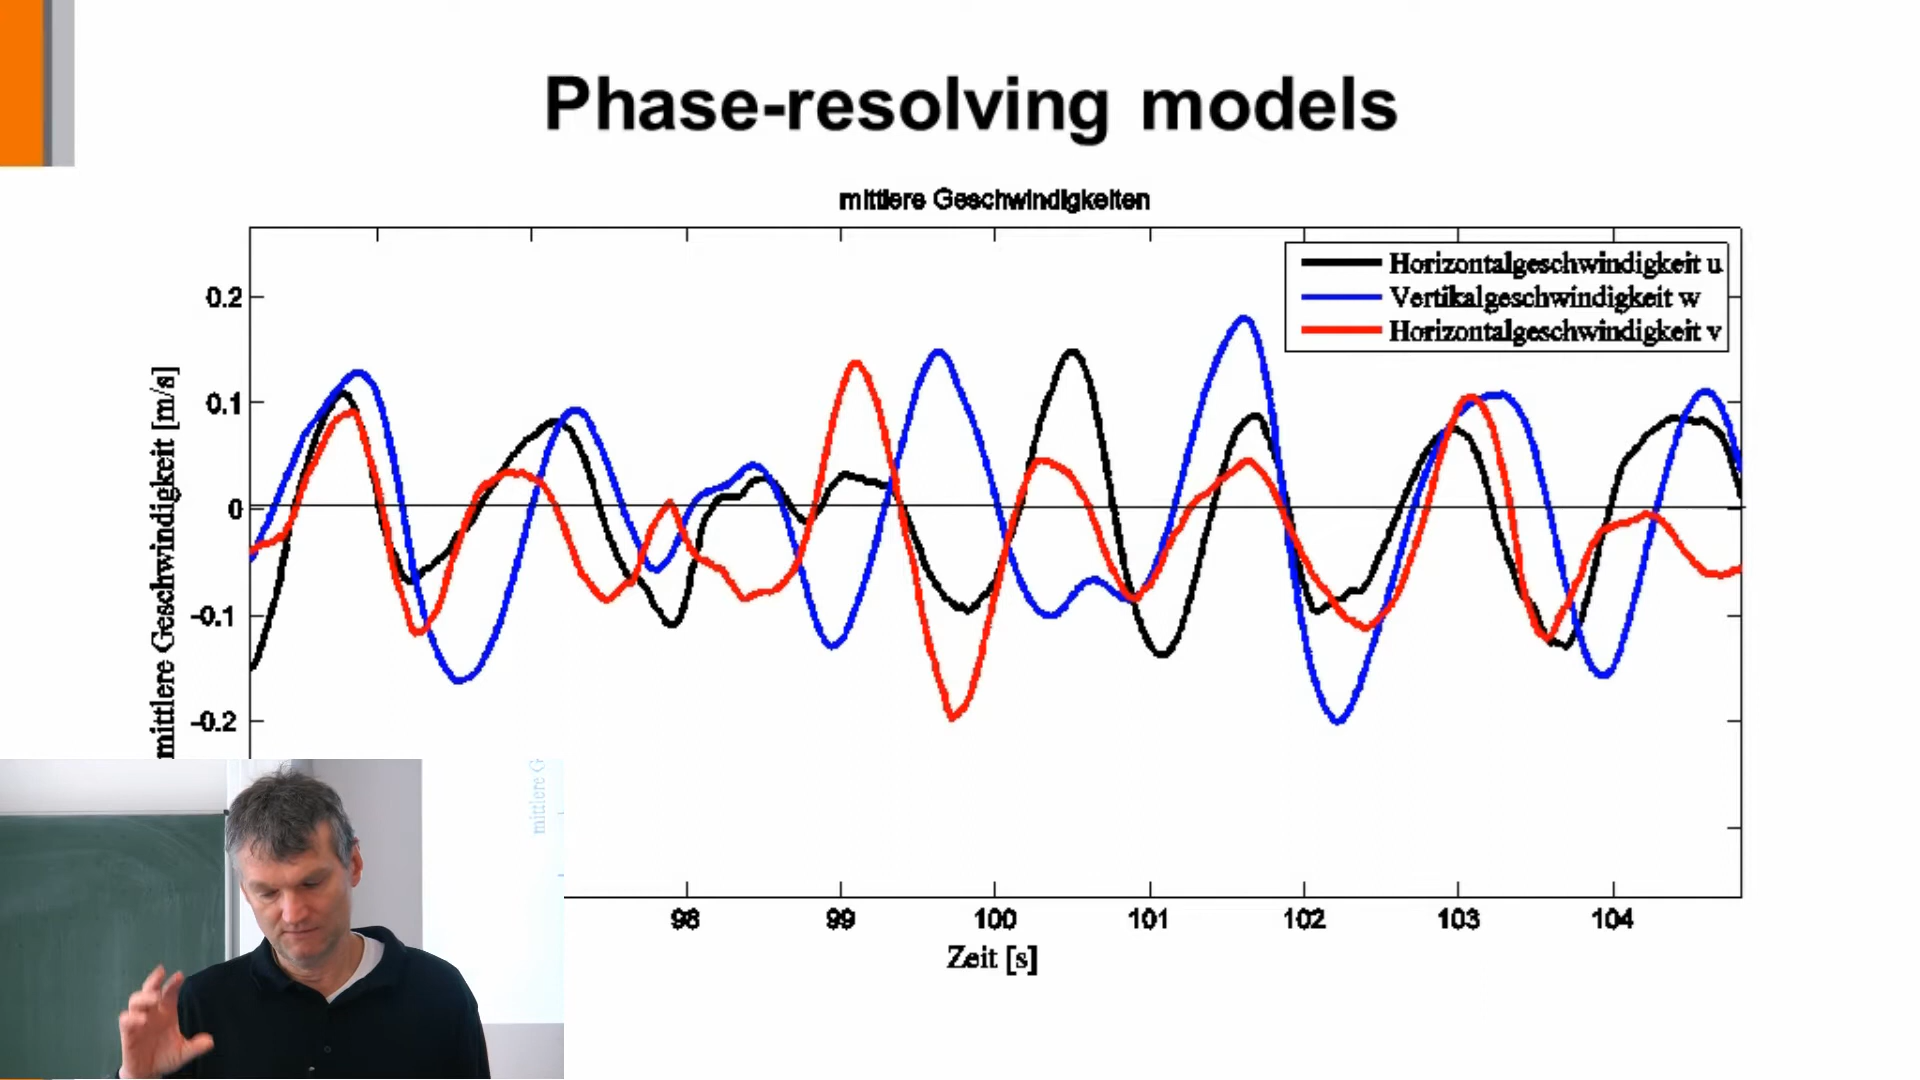 Phase-resolving models
mittlere Geschwindigkeiten
Horizontalgeschwindigkeit u
Vertikalgeschwindigkeit w
Horizontalgeschwindigkeit v
mittlere Geschwindigkeit [m/s]
0.2
0.1
0
-0.1
-0.2
mittlere G
98
99
100
101
102
103
104
Zeit [s]